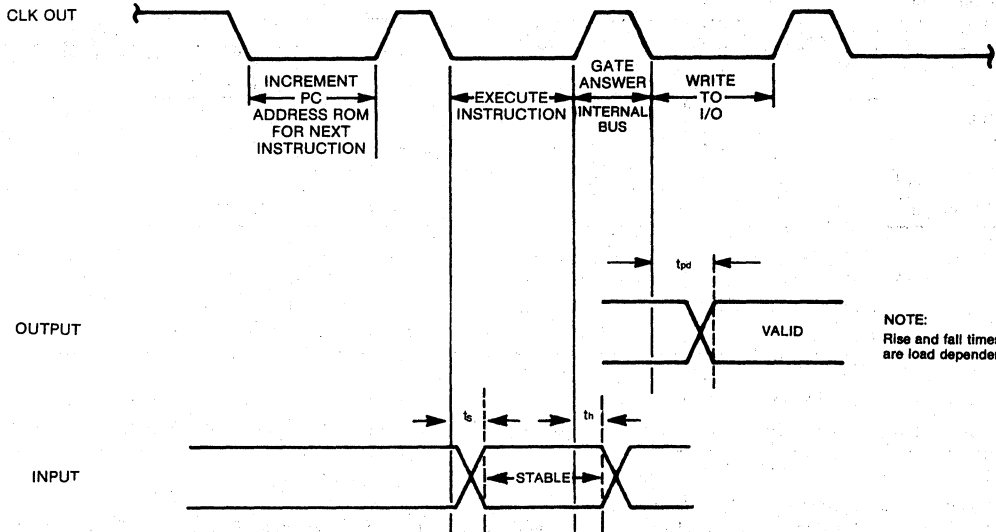 CLK OUT
INCREMENT
PC
ADDRESS ROM
FOR NEXT
INSTRUCTION
EXECUTE
INSTRUCTION
GATE
ANSWER
INTERNAL
BUS
WRITE
TO
I/O
tpd
OUTPUT
VALID
NOTE:
Rise and fall times
are load depender
ts
th
INPUT
STABLE